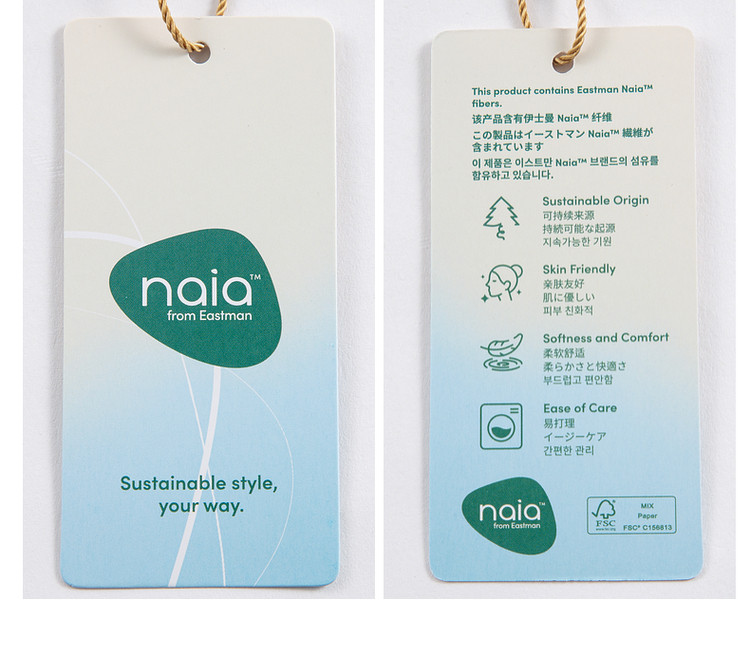 naia™
from Eastman
Sustainable style,
your way.
This product contains Eastman Naia™
fibers.
该产品含有伊士曼 Naia™ 纤维
この製品はイーストマン Naia™ 繊維が
含まれています
이 제품은 이스트만 Naia™ 브랜드의 섬유를
함유하고 있습니다.
Sustainable Origin
可持续来源
持続可能な起源
지속가능한 기원
Skin Friendly
亲肤友好
肌に優しい
피부 친화적
Softness and Comfort
柔软舒适
柔らかさと快適さ
부드럽고 편안함
Ease of Care
易打理
イージーケア
간편한 관리
naia™
from Eastman
FSC
MIX
Paper
FSC® C156613